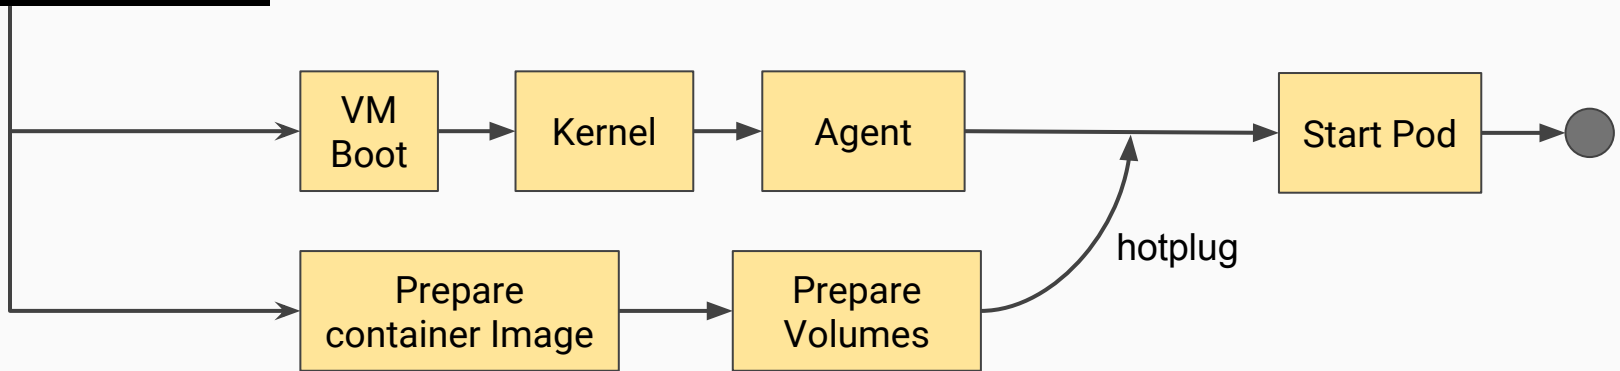 VM
Boot
Kernel
Agent
Start Pod
hotplug
Prepare
container Image
Prepare
Volumes